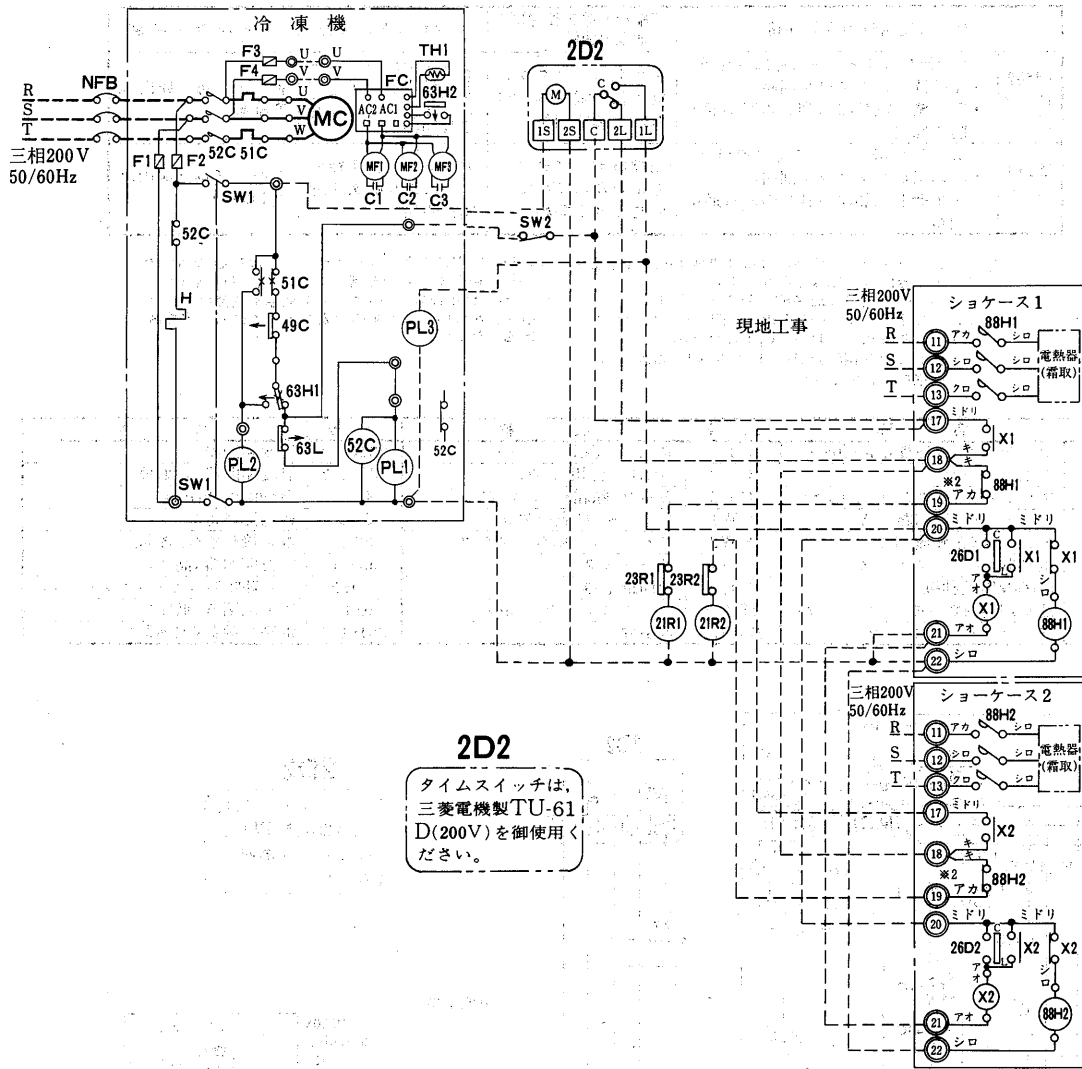 冷凍機
F3 U U
F4 V V
TH1
FC
63H2
NFB
R
S
T
U
V
W
MC
AC2 AC1
三相200V
50/60Hz
F1 F2
52C 51C
MF1 MF2 MF3
C1 C2 C3
SW1
52C
H
51C
49C
63H1
63L
PL2
52C
PL1
PL3
52C
SW1
2D2
M
C
1S 2S C 2L 1L
SW2
現地工事
23R1 23R2
21R1 21R2
三相200V
50/60Hz
ショケース1
R 11 アカ 88H1 シロ
S 12 シロ シロ
T 13 クロ シロ
電熱器
(霜取)
17 ミドリ
X1
18 キ
キ
※2 88H1
19 アカ
20 ミドリ ミドリ
26D1 C L X1 X1
アオ
シロ
X1
88H1
21 アオ
22 シロ
三相200V
50/60Hz
ショーケース2
R 11 アカ 88H2 シロ
S 12 シロ シロ
T 13 クロ シロ
電熱器
(霜取)
17 ミドリ
X2
18 キ
キ
※2 88H2
19 アカ
20 ミドリ ミドリ
26D2 C L X2 X2
アオ
シロ
X2
88H2
21 アオ
22 シロ
2D2
タイムスイッチは,
三菱電機製TU-61
D(200V)を御使用く
ださい。